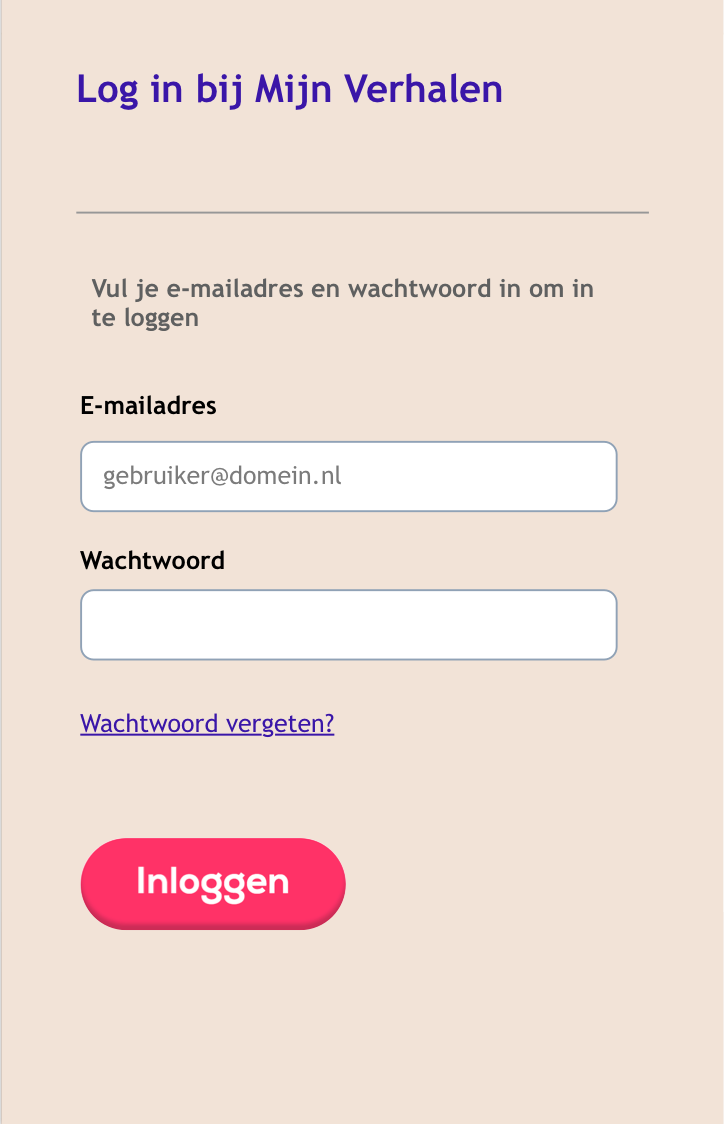 Log in bij Mijn Verhalen
Vul je e-mailadres en wachtwoord in om in
te loggen
E-mailadres
gebruiker@domein.nl
Wachtwoord
Wachtwoord vergeten?
Inloggen